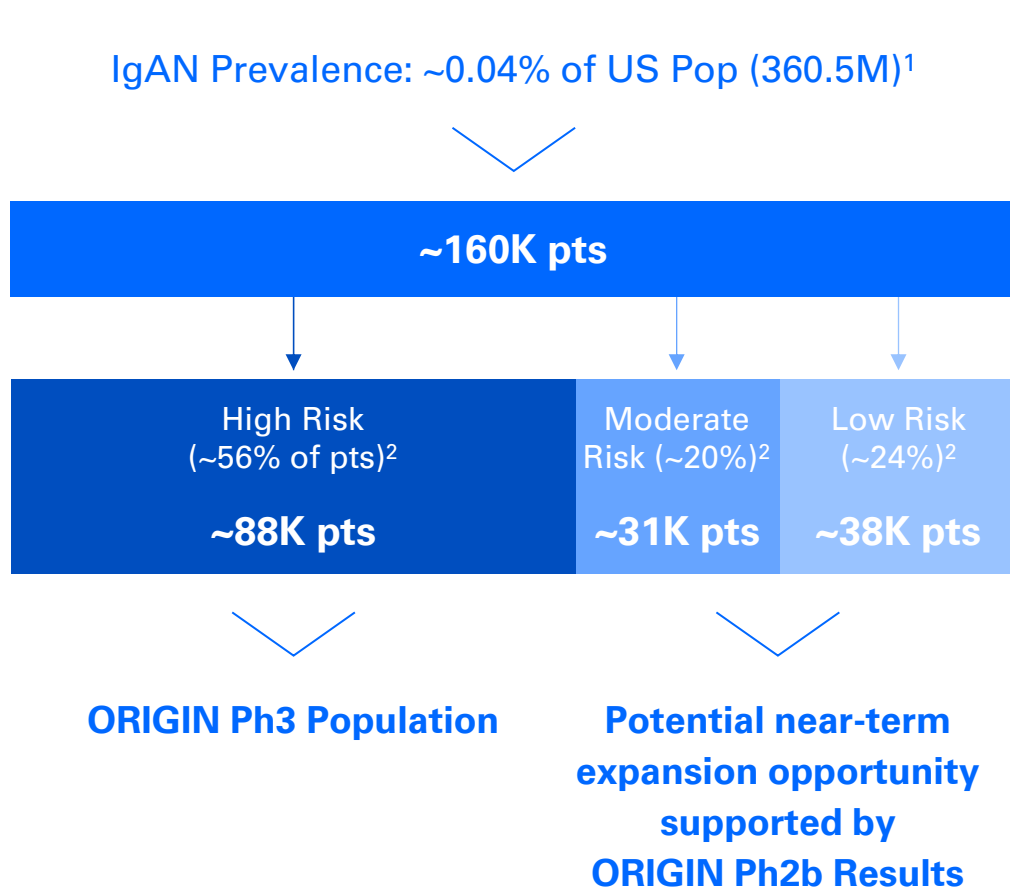 IgAN Prevalence: ~0.04% of US Pop (360.5M)¹
~160K pts
High Risk
(~56% of pts)²
~88K pts
Moderate
Risk (~20%)²
~31K pts
Low Risk
(~24%)²
~38K pts
ORIGIN Ph3 Population
Potential near-term
expansion opportunity
supported by
ORIGIN Ph2b Results